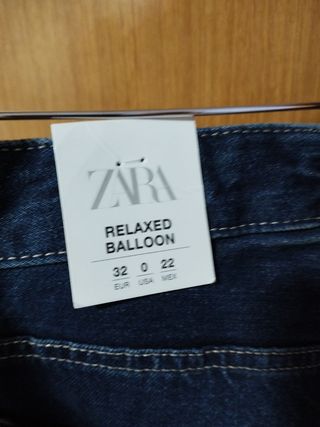 ZARA
RELAXED
BALLOON
32 0 22
EUR USA MEX